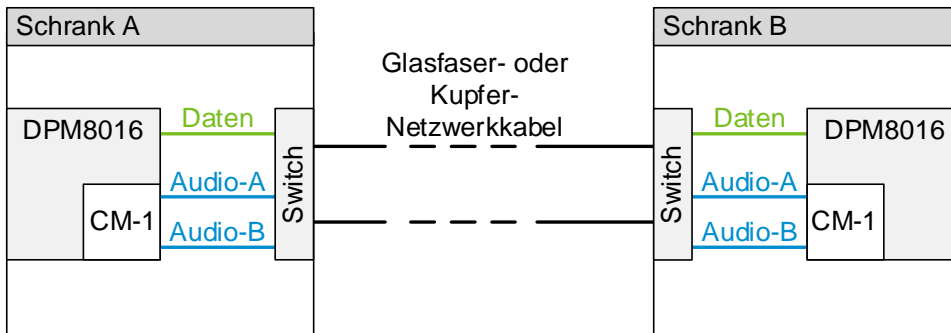 Schrank A
DPM8016
Daten
Audio-A
CM-1
Audio-B
Switch
Glasfaser- oder
Kupfer-
Netzwerkkabel
Schrank B
Switch
Daten
DPM8016
Audio-A
Audio-B
CM-1